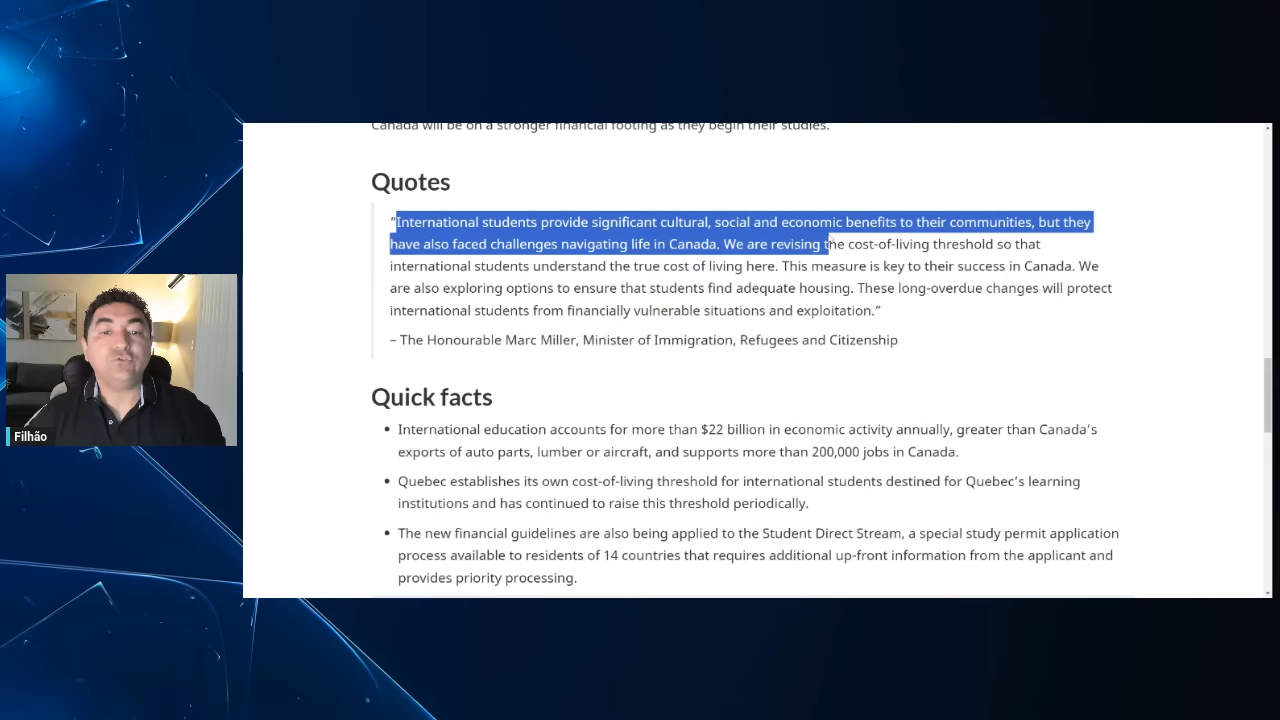 Canada will be on a stronger financial footing as they begin their studies.
Quotes
“International students provide significant cultural, social and economic benefits to their communities, but they
have also faced challenges navigating life in Canada. We are revising the cost-of-living threshold so that
international students understand the true cost of living here. This measure is key to their success in Canada. We
are also exploring options to ensure that students find adequate housing. These long-overdue changes will protect
international students from financially vulnerable situations and exploitation.”
– The Honourable Marc Miller, Minister of Immigration, Refugees and Citizenship
Filhão
Quick facts
• International education accounts for more than $22 billion in economic activity annually, greater than Canada’s
exports of auto parts, lumber or aircraft, and supports more than 200,000 jobs in Canada.
• Quebec establishes its own cost-of-living threshold for international students destined for Quebec’s learning
institutions and has continued to raise this threshold periodically.
• The new financial guidelines are also being applied to the Student Direct Stream, a special study permit application
process available to residents of 14 countries that requires additional up-front information from the applicant and
provides priority processing.